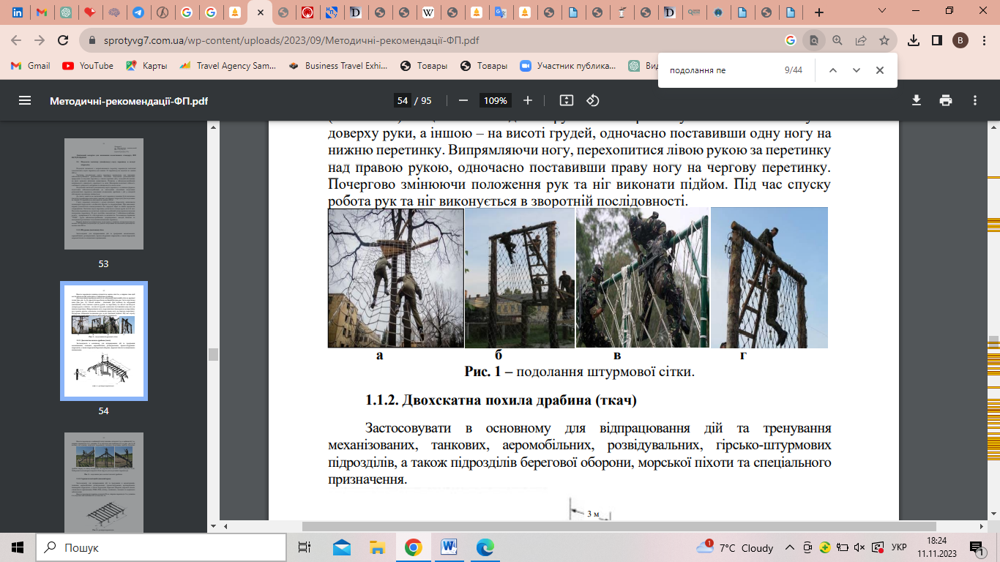 sprotyvg7.com.ua/wp-content/uploads/2023/09/Методичні-рекомендації-ФП.pdf
B
Gmail
YouTube
Карты
Travel Agency Sam...
Business Travel Exhi...
Товары
Товары
Участник публика...
подолання пе
9/44
Методичні-рекомендації-ФП.pdf
54 / 95
109%
доверху руки, а іншою – на висоті грудей, одночасно поставивши одну ногу на
нижню перетинку. Випрямляючи ногу, перехопитися лівою рукою за перетинку
над правою рукою, одночасно поставивши праву ногу на чергову перетинку.
Почергово змінюючи положення рук та ніг виконати підйом. Під час спуску
робота рук та ніг виконується в зворотній послідовності.
53
54
а б в г
Рис. 1 – подолання штурмової сітки.
1.1.2. Двохскатна похила драбина (ткач)
Застосовувати в основному для відпрацювання дій та тренування
механізованих, танкових, аеромобільних, розвідувальних, гірсько-штурмових
підрозділів, а також підрозділів берегової оборони, морської піхоти та спеціального
призначення.
3 м
Пошук
1
7°C Cloudy
УКР
18:24
11.11.2023
1